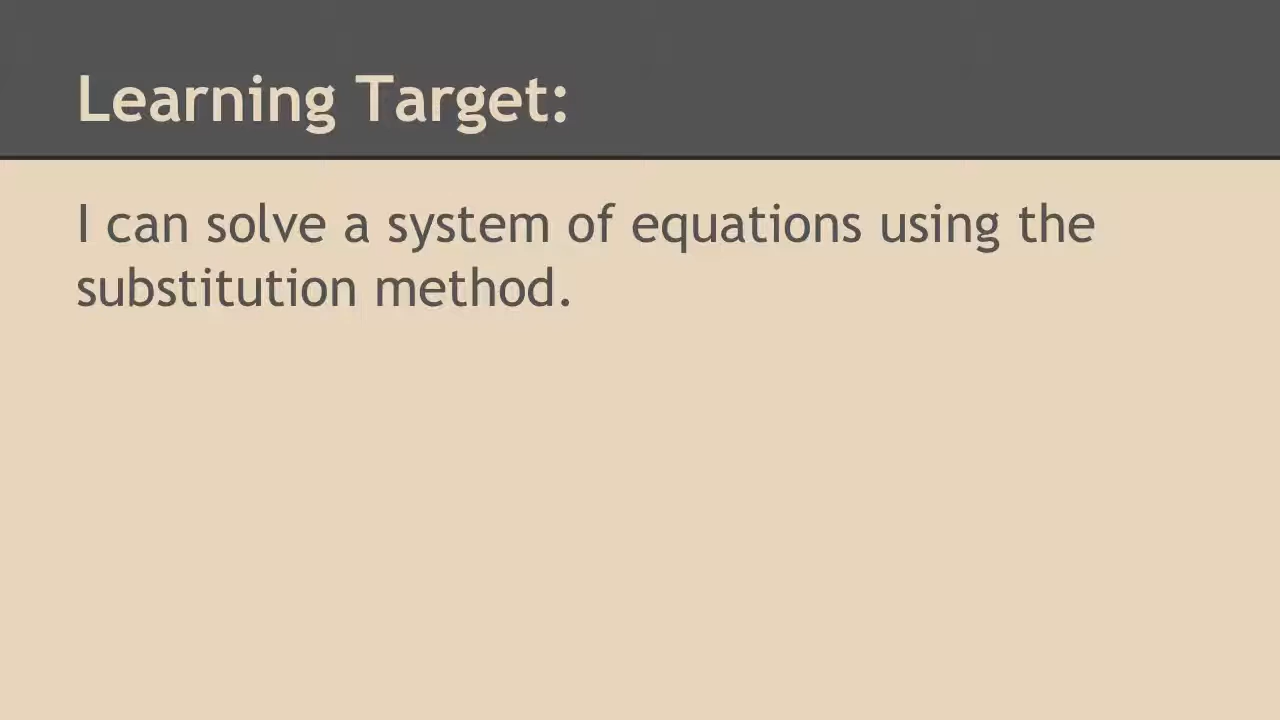 Learning Target:
I can solve a system of equations using the
substitution method.